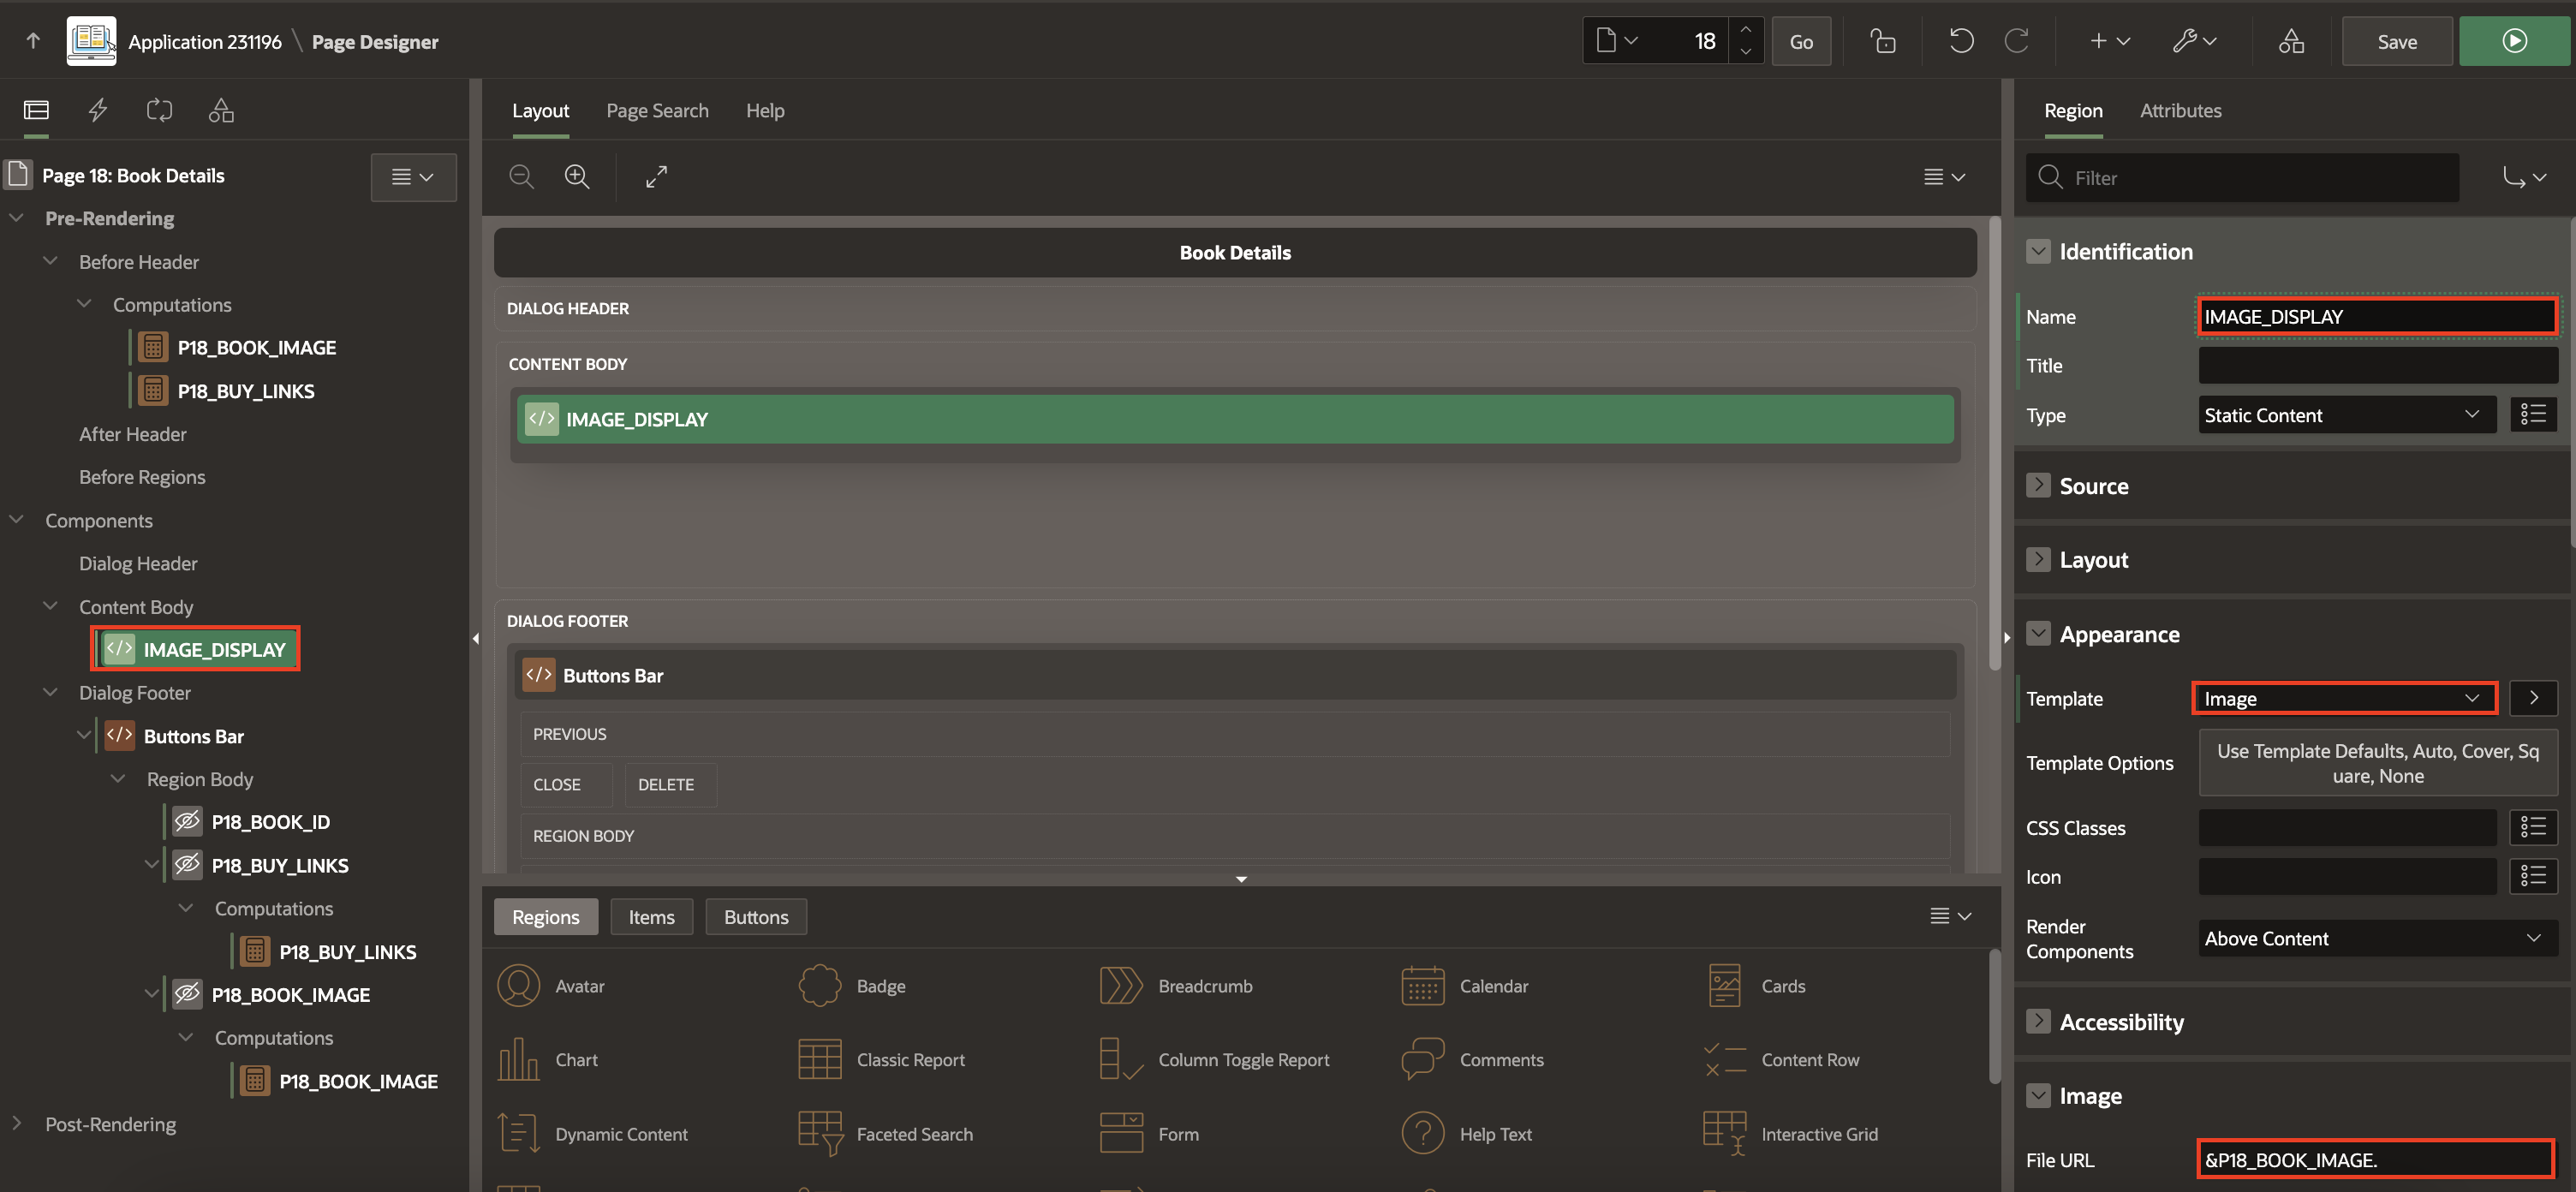 Application 231196 \ Page Designer
18
Go
Save
Page 18: Book Details
Pre-Rendering
Before Header
Computations
P18_BOOK_IMAGE
P18_BUY_LINKS
After Header
Before Regions
Components
Dialog Header
Content Body
IMAGE_DISPLAY
Dialog Footer
Buttons Bar
Region Body
P18_BOOK_ID
P18_BUY_LINKS
Computations
P18_BUY_LINKS
P18_BOOK_IMAGE
Computations
P18_BOOK_IMAGE
Post-Rendering
Layout Page Search Help
Book Details
DIALOG HEADER
CONTENT BODY
IMAGE_DISPLAY
DIALOG FOOTER
Buttons Bar
PREVIOUS
CLOSE DELETE
REGION BODY
Regions Items Buttons
Avatar Badge Breadcrumb Calendar Cards
Chart Classic Report Column Toggle Report Comments Content Row
Dynamic Content Faceted Search Form Help Text Interactive Grid
Region Attributes
Filter
Identification
Name IMAGE_DISPLAY
Title
Type Static Content
Source
Layout
Appearance
Template Image
Template Options Use Template Defaults, Auto, Cover, Sq
uare, None
CSS Classes
Icon
Render
Components Above Content
Accessibility
Image
File URL &P18_BOOK_IMAGE.